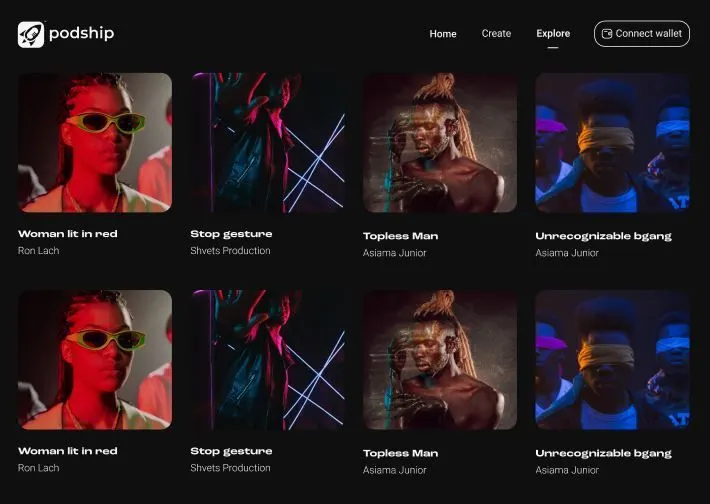 podship
Home
Create
Explore
Connect wallet
Woman lit in red
Ron Lach
Stop gesture
Shvets Production
Topless Man
Asiama Junior
Unrecognizable bgang
Asiama Junior
Woman lit in red
Ron Lach
Stop gesture
Shvets Production
Topless Man
Asiama Junior
Unrecognizable bgang
Asiama Junior